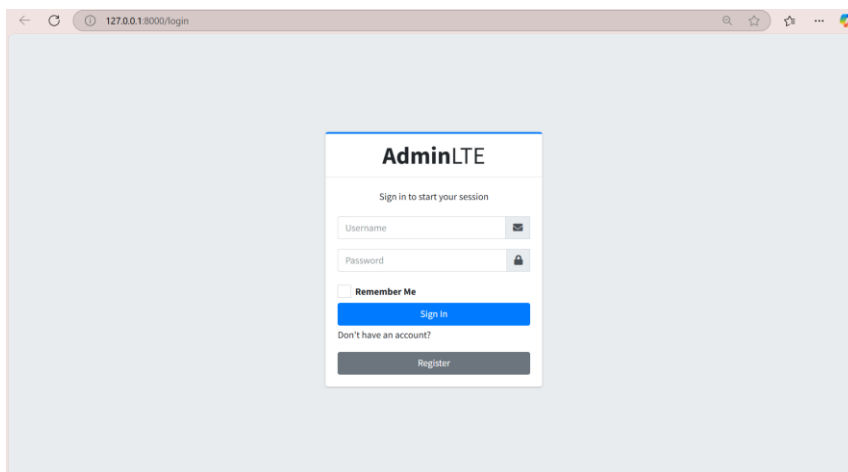 127.0.0.1:8000/login
AdminLTE
Sign in to start your session
Username
Password
Remember Me
Sign In
Don't have an account?
Register